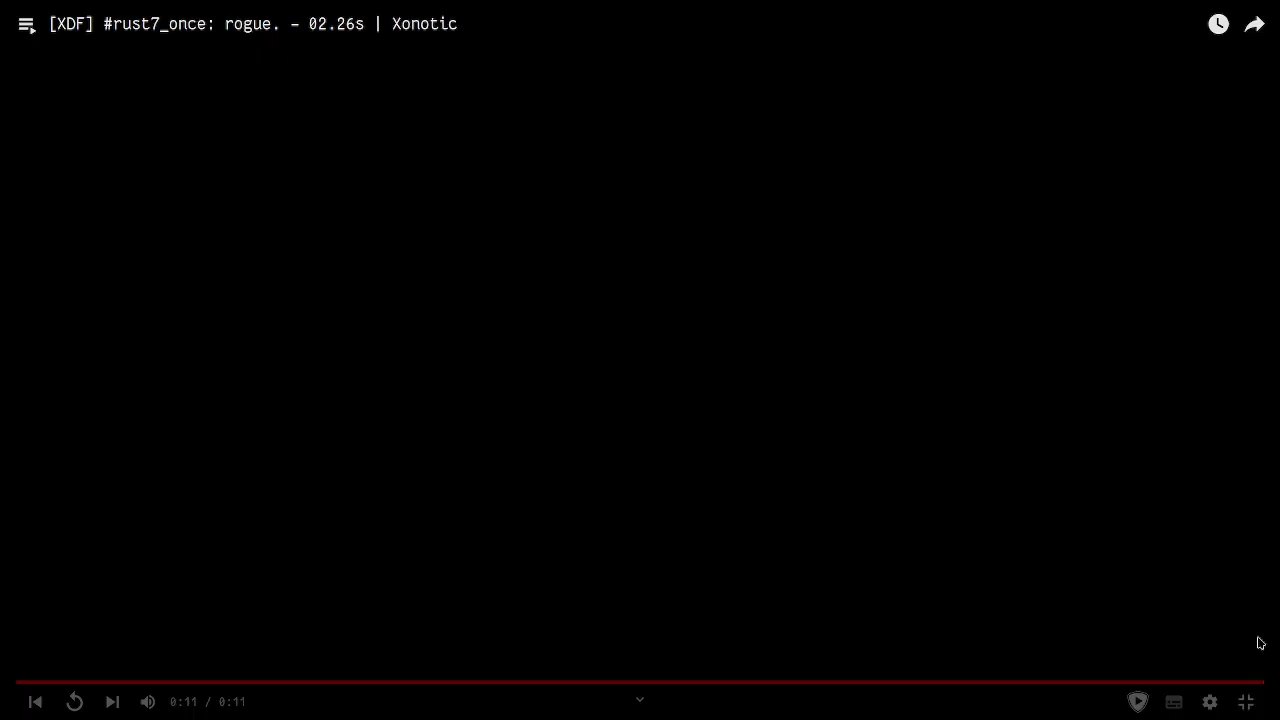 [XDF] #rust7_once: rogue. – 02.26s | Xonotic
0:11 / 0:11